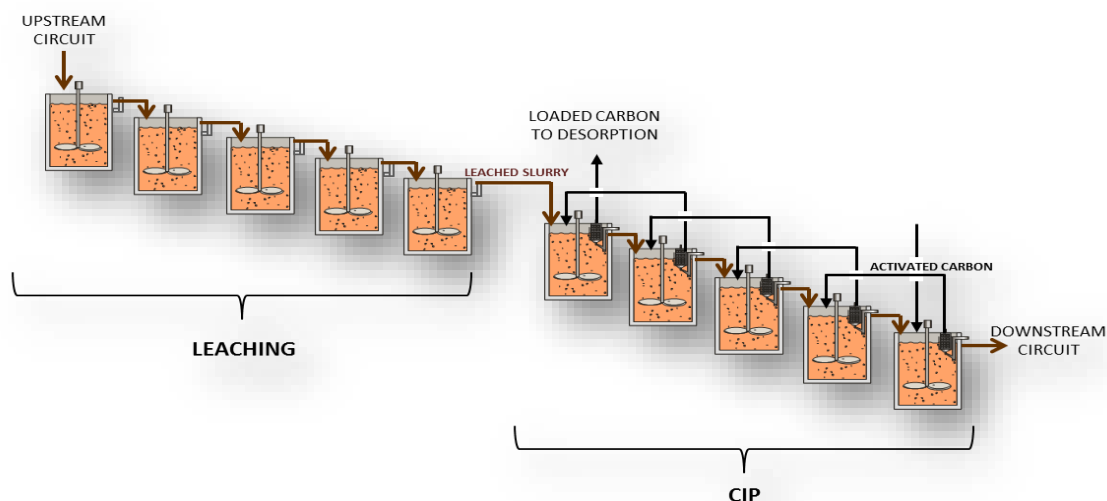 UPSTREAM
CIRCUIT
LOADED CARBON
TO DESORPTION
LEACHED SLURRY
ACTIVATED CARBON
DOWNSTREAM
CIRCUIT
LEACHING
CIP